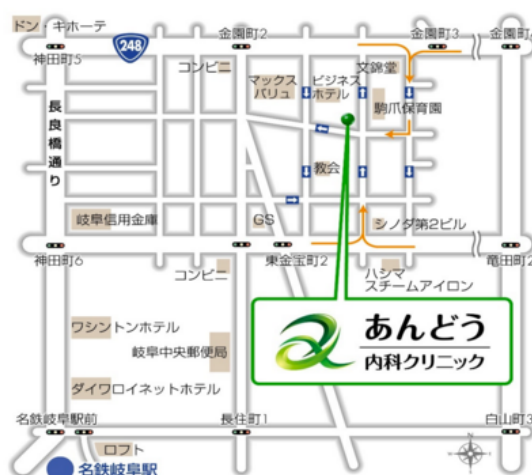 ドン・キホーテ
248
金園町2
金園町3
金園町
神田町5
コンビニ
文錦堂
マックス
バリュ
ビジネス
ホテル
駒爪保育園
長良橋通り
教会
岐阜信用金庫
GS
シノダ第2ビル
神田町6
東金宝町2
竜田町2
コンビニ
ハシマ
スチームアイロン
あんどう
内科クリニック
ワシントンホテル
岐阜中央郵便局
ダイワロイネットホテル
名鉄岐阜駅前
長住町1
白山町3
ロフト
名鉄岐阜駅